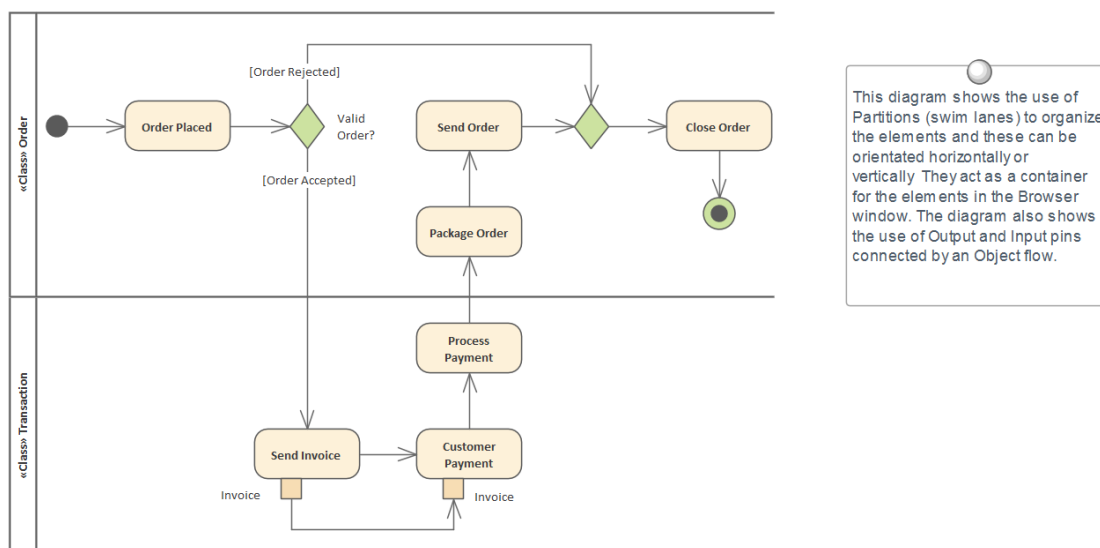 «Class» Order
[Order Rejected]
Order Placed
Valid
Order?
Send Order
Close Order
[Order Accepted]
Package Order
«Class» Transaction
Process
Payment
Send Invoice
Customer
Payment
Invoice
Invoice
This diagram shows the use of
Partitions (swim lanes) to organize
the elements and these can be
orientated horizontally or
vertically They act as a container
for the elements in the Browser
window. The diagram also shows
the use of Output and Input pins
connected by an Object flow.